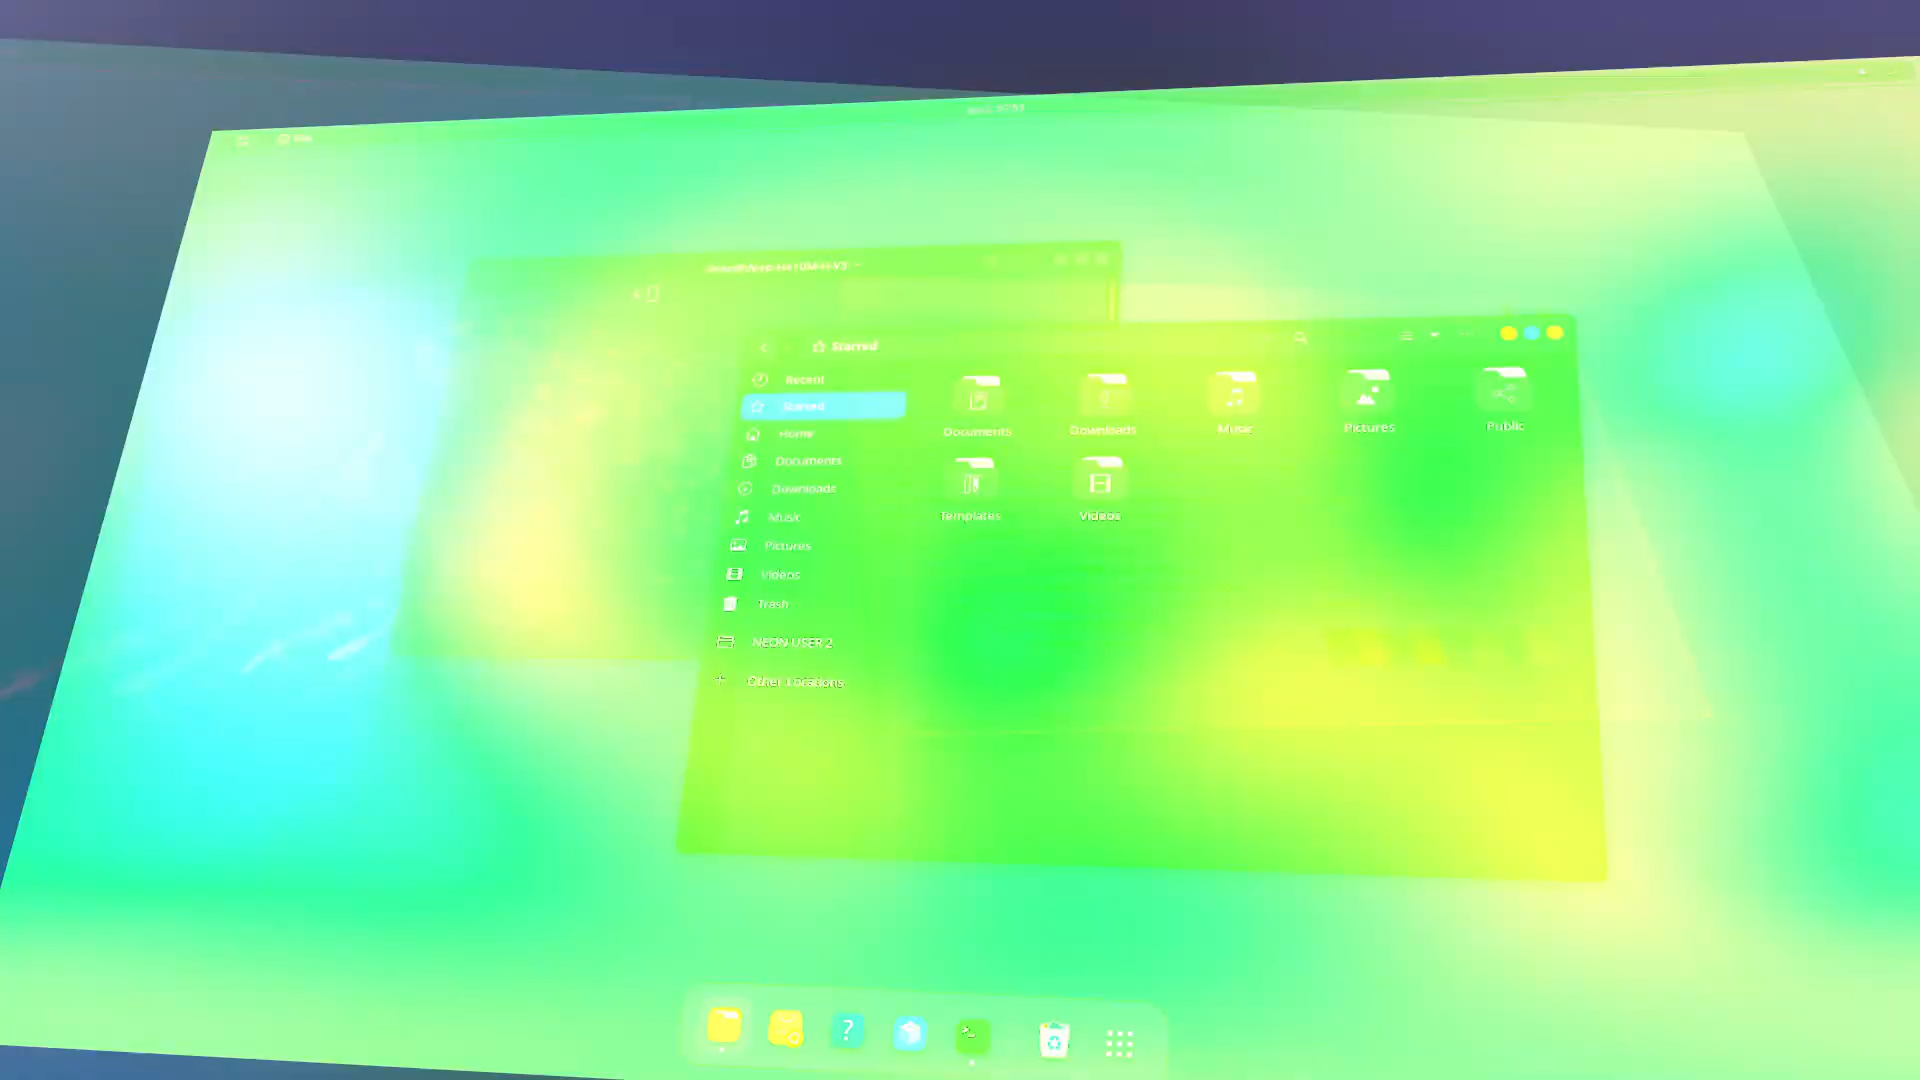 Starred
Recent
Starred
Home
Documents
Downloads
Music
Pictures
Videos
Trash
NEON USER 2
Other Locations
Documents
Downloads
Music
Pictures
Public
Templates
Videos
?